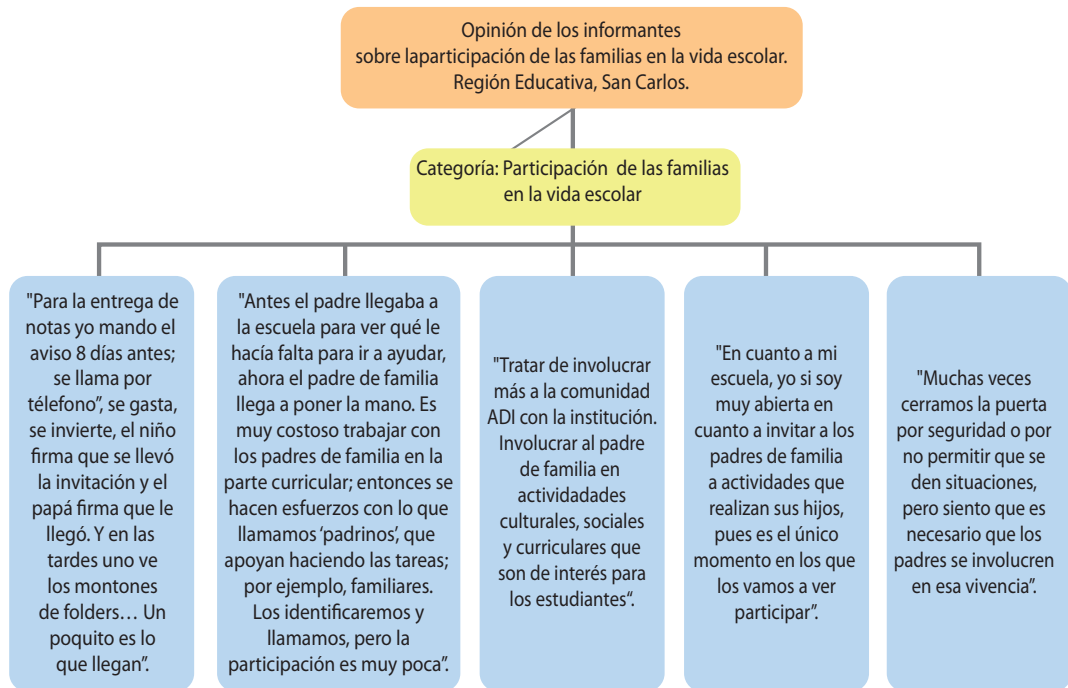 Opinión de los informantes
sobre laparticipación de las familias en la vida escolar.
Región Educativa, San Carlos.
Categoría: Participación de las familias
en la vida escolar
"Para la entrega de
notas yo mando el
aviso 8 días antes;
se llama por
télefono”, se gasta,
se invierte, el niño
firma que se llevó
la invitación y el
papá firma que le
llegó. Y en las
tardes uno ve
los montones
de folders… Un
poquito es lo
que llegan”.
"Antes el padre llegaba a
la escuela para ver qué le
hacía falta para ir a ayudar,
ahora el padre de familia
llega a poner la mano. Es
muy costoso trabajar con
los padres de familia en la
parte curricular; entonces se
hacen esfuerzos con lo que
llamamos ‘padrinos’, que
apoyan haciendo las tareas;
por ejemplo, familiares.
Los identificaremos y
llamamos, pero la
participación es muy poca”.
"Tratar de involucrar
más a la comunidad
ADI con la institución.
Involucrar al padre
de familia en
actividadades
culturales, sociales
y curriculares que
son de interés para
los estudiantes“.
"En cuanto a mi
escuela, yo si soy
muy abierta en
cuanto a invitar a los
padres de familia
a actividades que
realizan sus hijos,
pues es el único
momento en los que
los vamos a ver
participar”.
"Muchas veces
cerramos la puerta
por seguridad o por
no permitir que se
den situaciones,
pero siento que es
necesario que los
padres se involucren
en esa vivencia”.